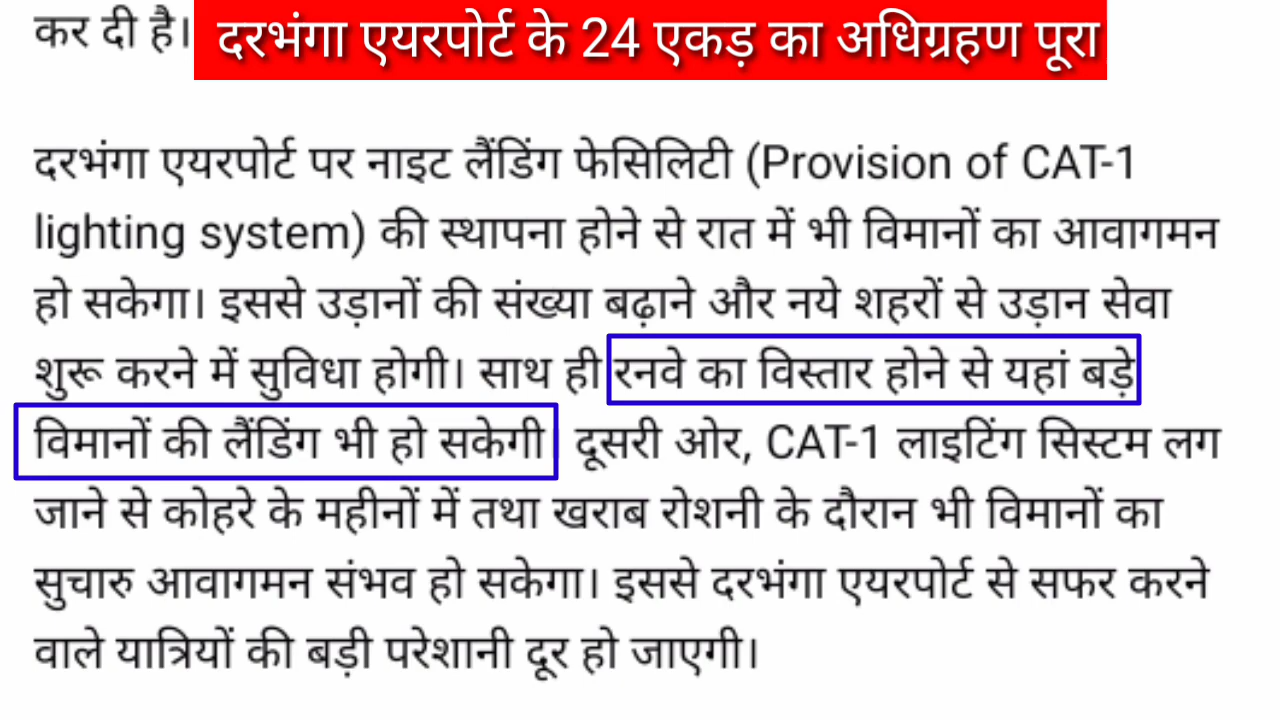 कर दी है। दरभंगा एयरपोर्ट के 24 एकड़ का अधिग्रहण पूरा
दरभंगा एयरपोर्ट पर नाइट लैंडिंग फेसिलिटी (Provision of CAT-1
lighting system) की स्थापना होने से रात में भी विमानों का आवागमन
हो सकेगा। इससे उड़ानों की संख्या बढ़ाने और नये शहरों से उड़ान सेवा
शुरू करने में सुविधा होगी। साथ ही रनवे का विस्तार होने से यहां बड़े
विमानों की लैंडिंग भी हो सकेगी। दूसरी ओर, CAT-1 लाइटिंग सिस्टम लग
जाने से कोहरे के महीनों में तथा खराब रोशनी के दौरान भी विमानों का
सुचारु आवागमन संभव हो सकेगा। इससे दरभंगा एयरपोर्ट से सफर करने
वाले यात्रियों की बड़ी परेशानी दूर हो जाएगी।